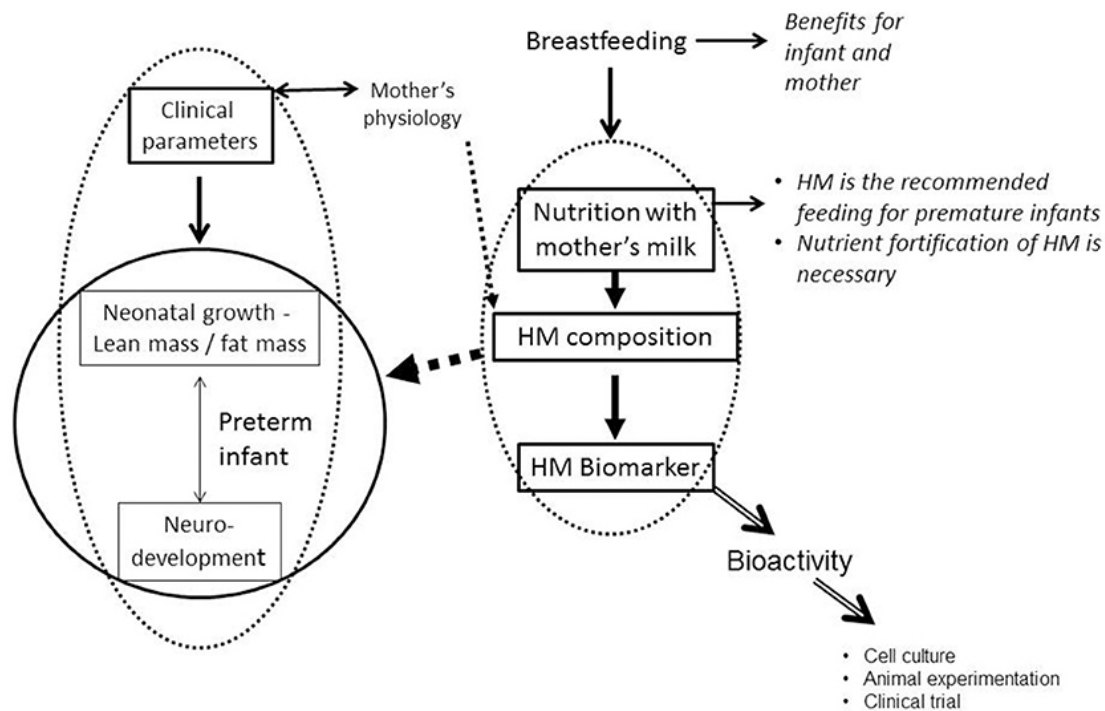 Breastfeeding
Benefits for
infant and
mother
Clinical
parameters
Mother's
physiology
Nutrition with
mother's milk
• HM is the recommended
feeding for premature infants
• Nutrient fortification of HM is
necessary
Neonatal growth -
Lean mass / fat mass
HM composition
Preterm
infant
HM Biomarker
Neuro-
development
Bioactivity
• Cell culture
• Animal experimentation
• Clinical trial